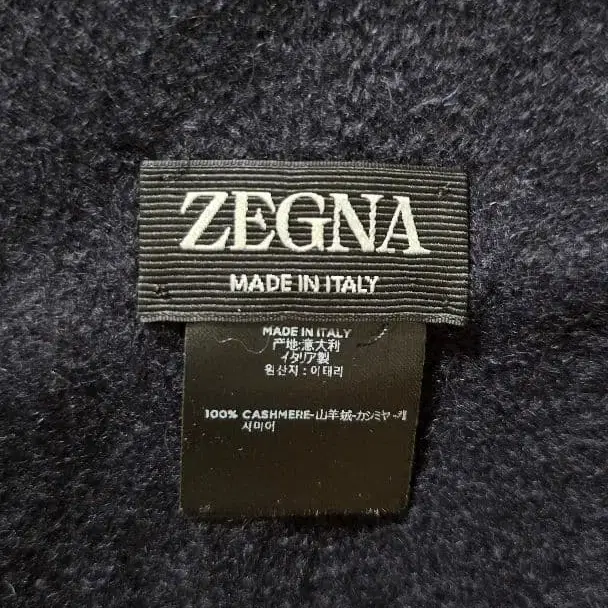 ZEGNA
MADE IN ITALY
MADE IN ITALY
产地:意大利
イタリア製
원산지 : 이태리
100% CASHMERE-山羊绒-カシミヤ-캐
시미어